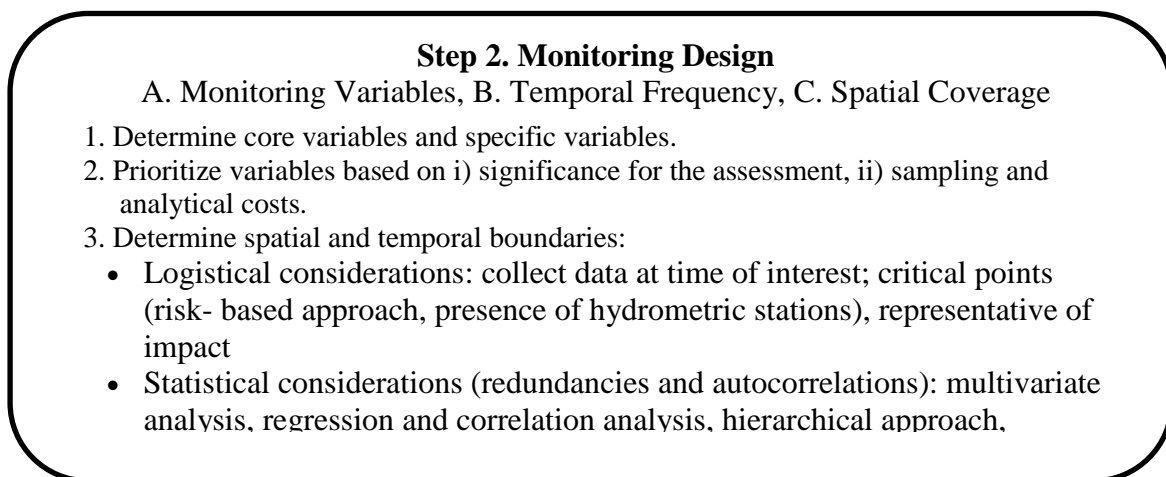 Step 2. Monitoring Design
A. Monitoring Variables, B. Temporal Frequency, C. Spatial Coverage
1. Determine core variables and specific variables.
2. Prioritize variables based on i) significance for the assessment, ii) sampling and
analytical costs.
3. Determine spatial and temporal boundaries:
• Logistical considerations: collect data at time of interest; critical points
(risk- based approach, presence of hydrometric stations), representative of
impact
• Statistical considerations (redundancies and autocorrelations): multivariate
analysis, regression and correlation analysis, hierarchical approach,